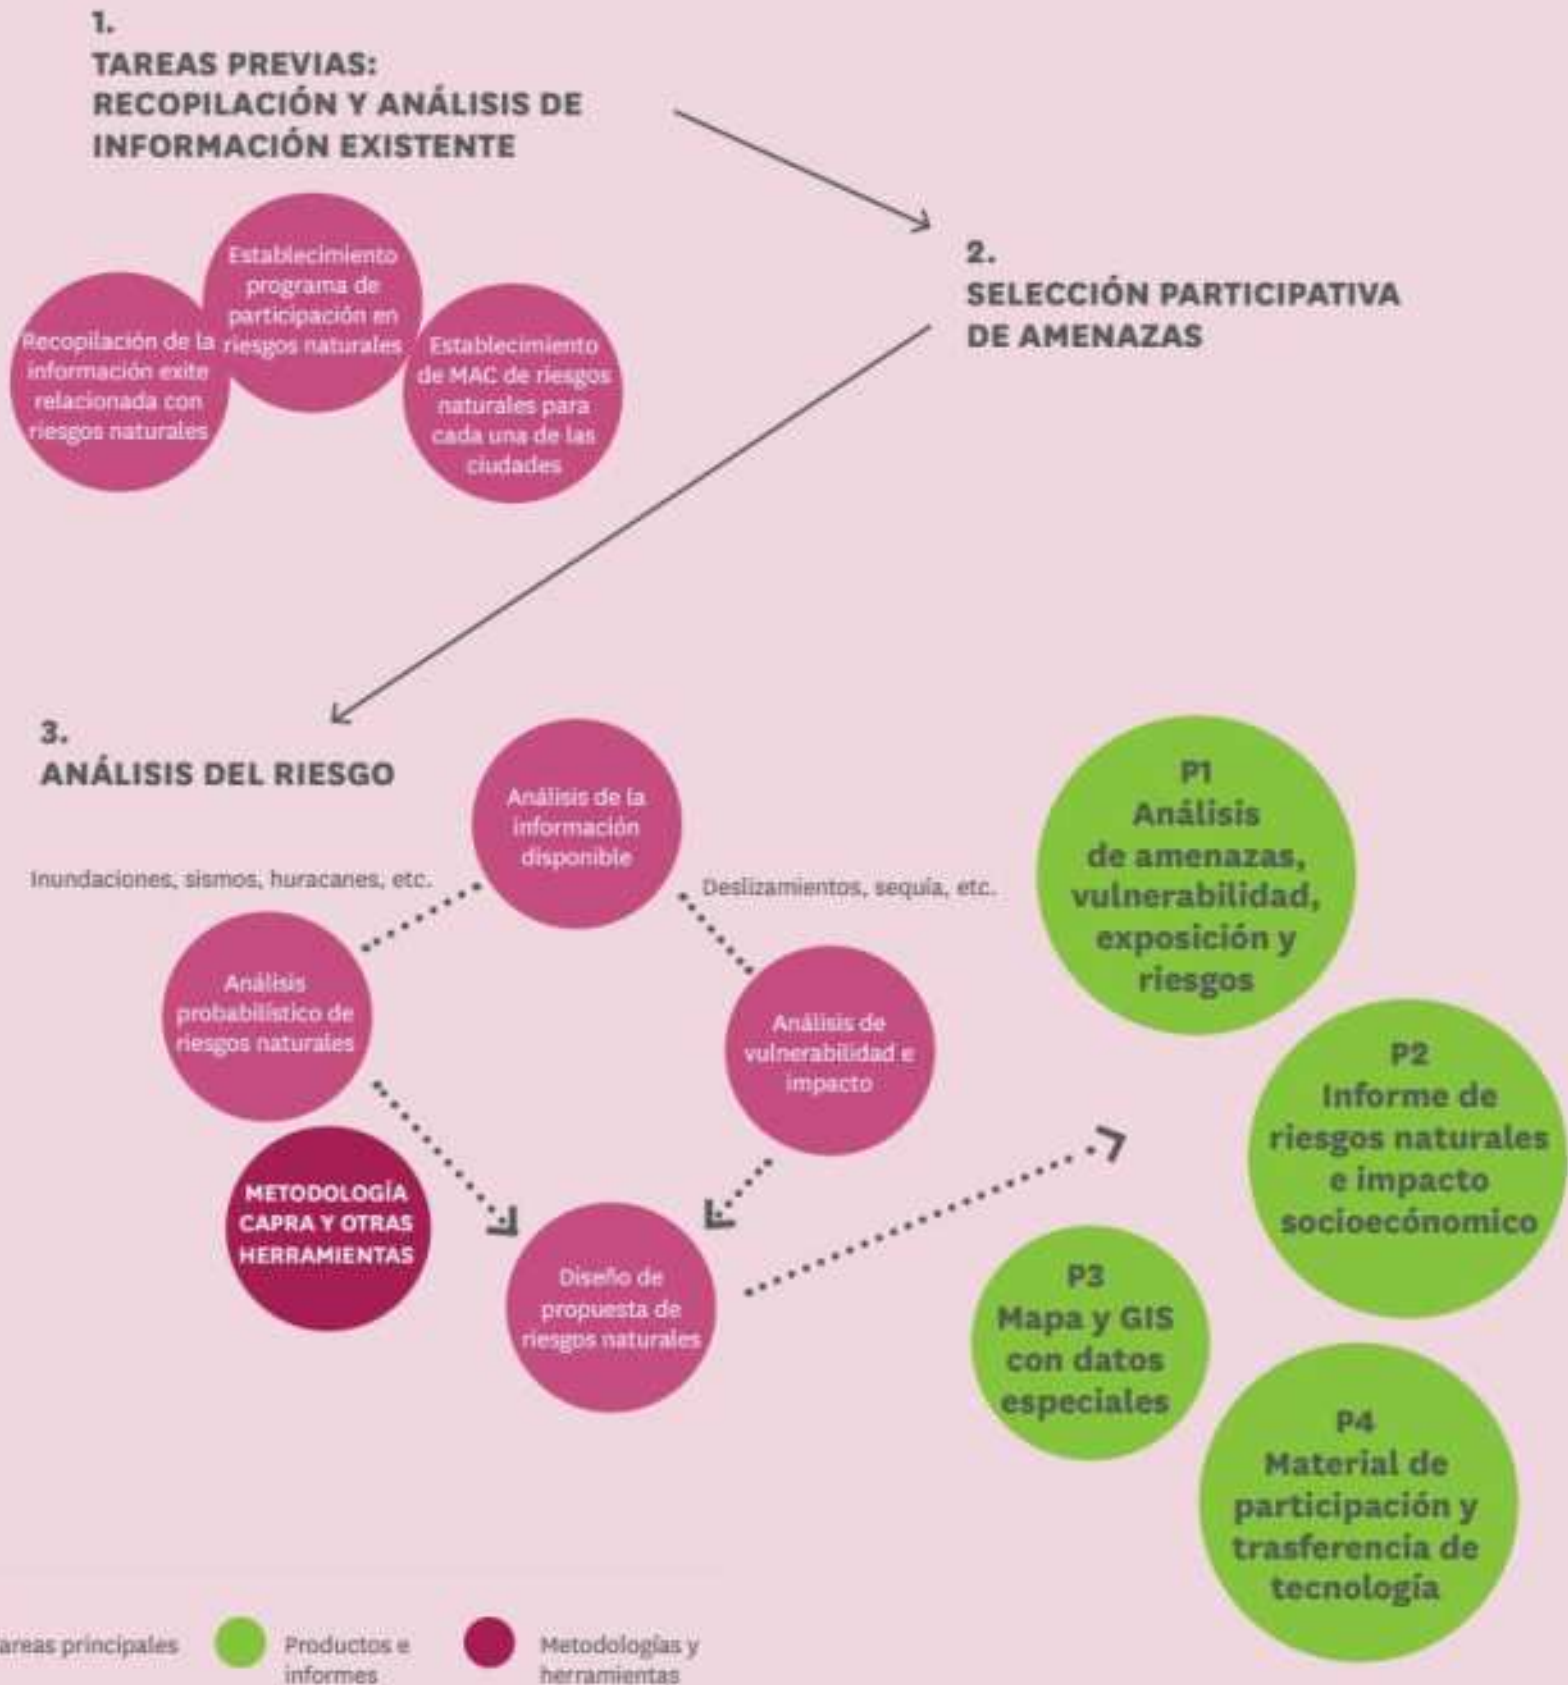 1.
TAREAS PREVIAS:
RECOPILACIÓN Y ANÁLISIS DE
INFORMACIÓN EXISTENTE
Recopilación de la
información exite
relacionada con
riesgos naturales
Establecimiento
programa de
participación en
riesgos naturales
Establecimiento
de MAC de riesgos
naturales para
cada una de las
ciudades
2.
SELECCIÓN PARTICIPATIVA
DE AMENAZAS
3.
ANÁLISIS DEL RIESGO
Inundaciones, sismos, huracanes, etc.
Análisis de la
información
disponible
Deslizamientos, sequía, etc.
Análisis
probabilístico de
riesgos naturales
Análisis de
vulnerabilidad e
impacto
METODOLOGÍA
CAPRA Y OTRAS
HERRAMIENTAS
Diseño de
propuesta de
riesgos naturales
P1
Análisis
de amenazas,
vulnerabilidad,
exposición y
riesgos
P2
Informe de
riesgos naturales
e impacto
socioecónomico
P3
Mapa y GIS
con datos
especiales
P4
Material de
participación y
trasferencia de
tecnología
areas principales
Productos e
informes
Metodologías y
herramientas